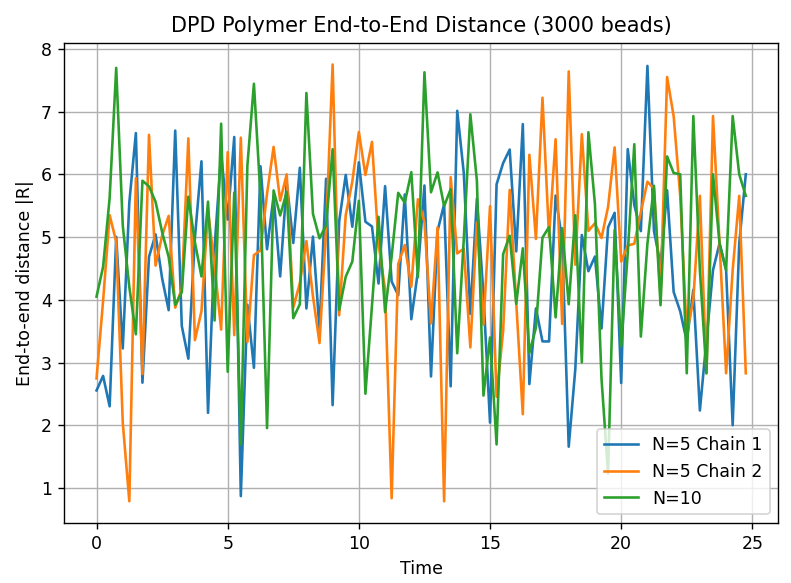 DPD Polymer End-to-End Distance (3000 beads)
End-to-end distance |R|
8
7
6
5
4
3
2
1
0
5
10
15
20
25
Time
N=5 Chain 1
N=5 Chain 2
N=10